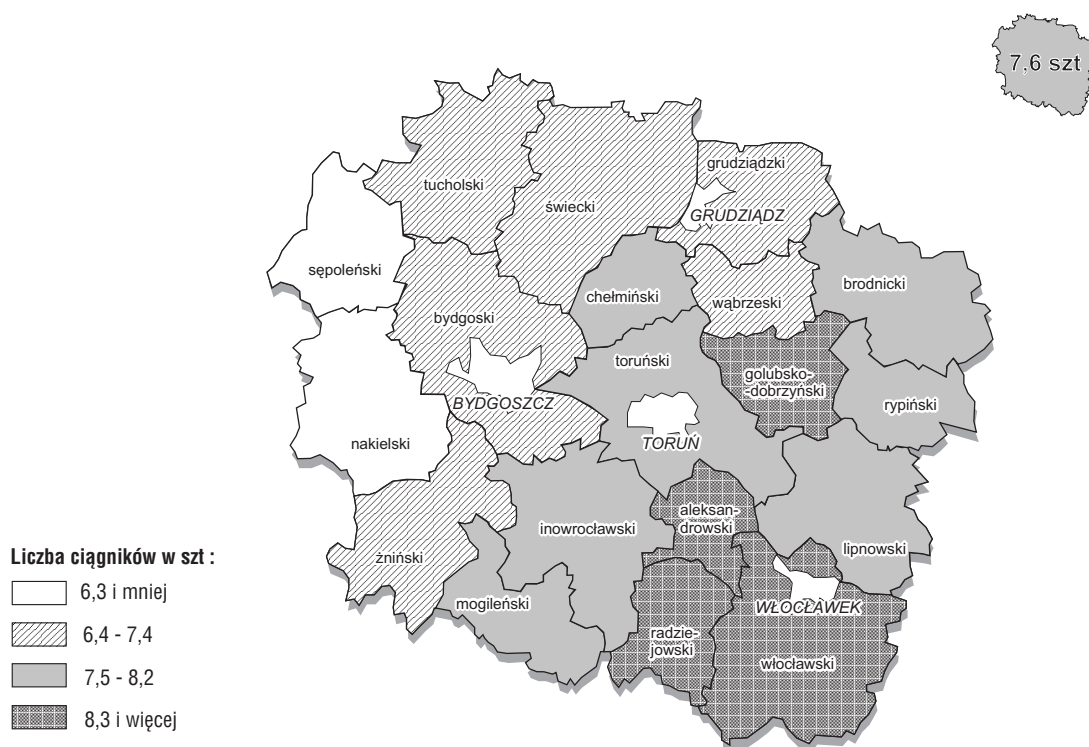 7,6 szt
tucholski
świecki
grudziądzki
GRUDZIĄDZ
sępoleński
bydgoski
chełmiński
wąbrzeski
brodnicki
toruński
golubsko-
-dobrzyński
rypiński
BYDGOSZCZ
TORUŃ
nakielski
inowrocławski
aleksan-
drowski
lipnowski
żniński
mogileński
WŁOCŁAWEK
radzie-
jowski
włocławski
Liczba ciągników w szt :
6,3 i mniej
6,4 - 7,4
7,5 - 8,2
8,3 i więcej